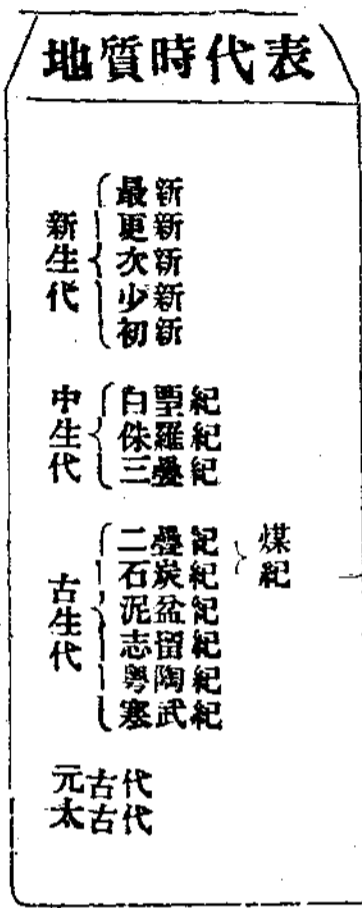 地質時代表
新生代
最新
更新
次新
少新
初新
中生代
白堊紀
侏羅紀
三疊紀
古生代
二疊紀
石炭紀
泥盆紀
志留紀
粵陶紀
寒武紀
煤紀
元古代
太古代